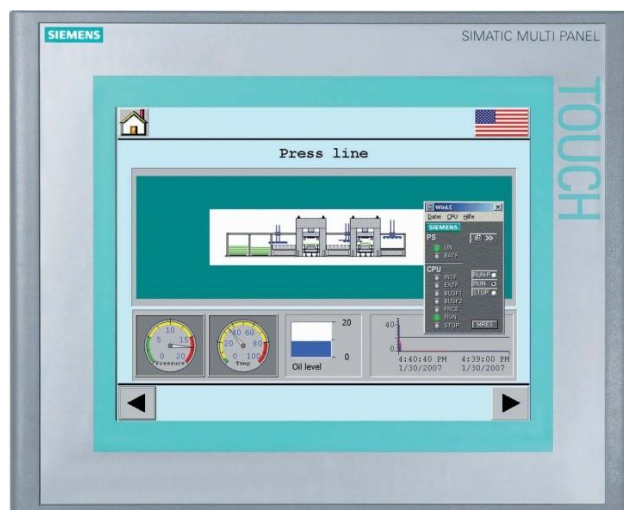 SIEMENS
SIMATIC MULTI PANEL
TOUCH
Press line
WinLC
Datei CPU Hilfe
SIEMENS
PS
ON
BATF
CPU
INTF
EXTF
BUSF1
BUSF2
FRCE
RUN
STOP
RUN-P
RUN
STOP
MRES
0 5 10 15 20
Pressure
0 20 40 60 80 100
Temp
20
0
Oil level
40
0
4:40:40 PM 4:39:00 PM
1/30/2007 1/30/2007